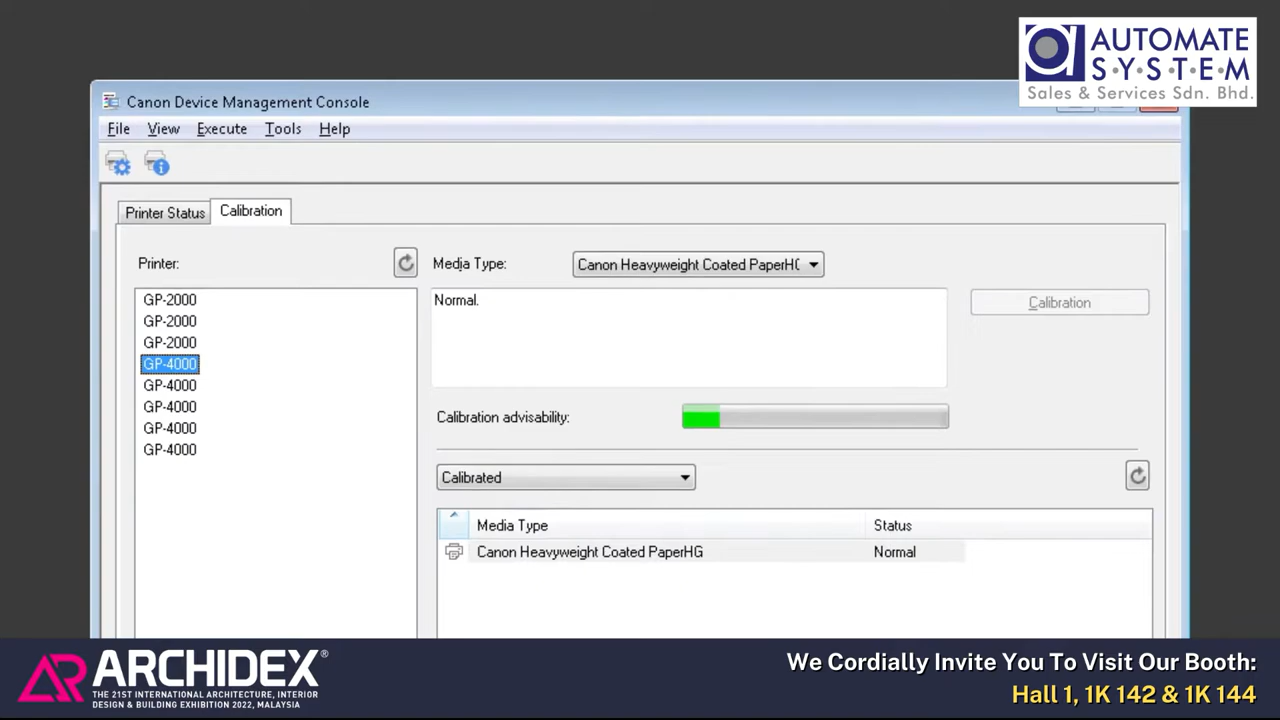 AUTOMATE
S•Y•S•T•E•M
Sales & Services Sdn. Bhd.
Canon Device Management Console
File View Execute Tools Help
Printer Status Calibration
Printer: Media Type: Canon Heavyweight Coated PaperHG
GP-2000
GP-2000
GP-2000
GP-4000
GP-4000
GP-4000
GP-4000
GP-4000
Normal.
Calibration
Calibration advisability:
Calibrated
Media Type Status
Canon Heavyweight Coated PaperHG Normal
ARCHIDEX®
THE 21ST INTERNATIONAL ARCHITECTURE, INTERIOR
DESIGN & BUILDING EXHIBITION 2022, MALAYSIA
We Cordially Invite You To Visit Our Booth:
Hall 1, 1K 142 & 1K 144